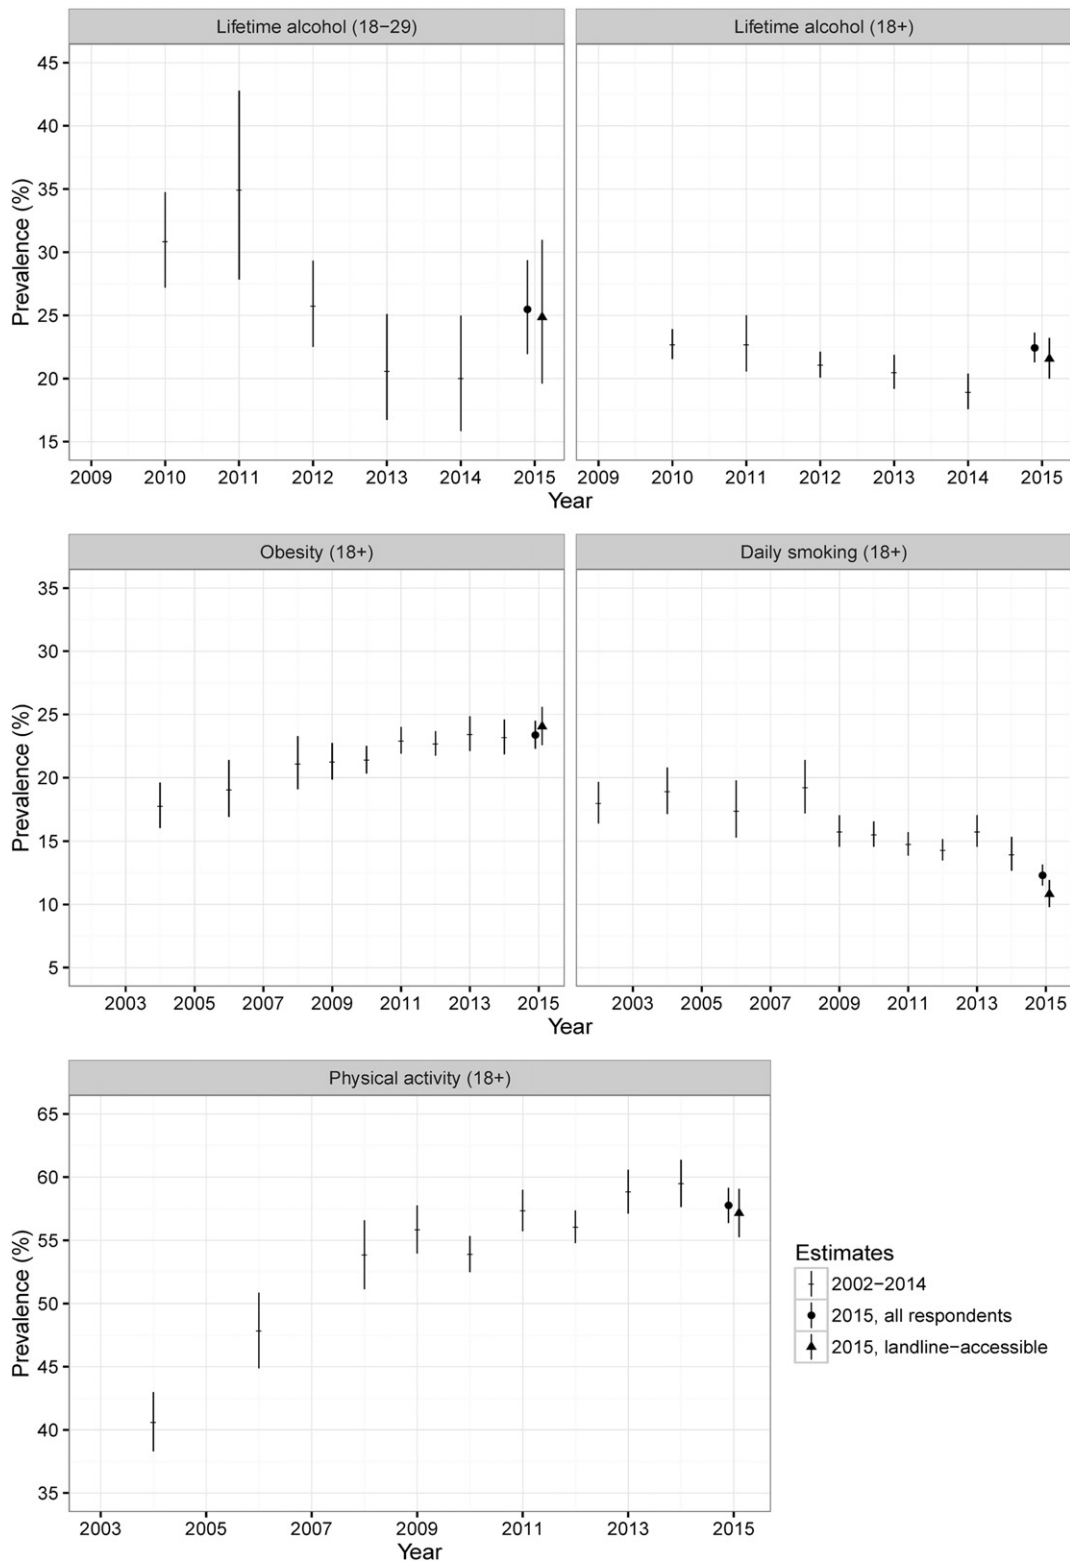 Lifetime alcohol (18−29)
Lifetime alcohol (18+)
Prevalence (%)
45
40
35
30
25
20
15
2009 2010 2011 2012 2013 2014 2015
2009 2010 2011 2012 2013 2014 2015
Year
Year
Obesity (18+)
Daily smoking (18+)
Prevalence (%)
35
30
25
20
15
10
5
2003 2005 2007 2009 2011 2013 2015
2003 2005 2007 2009 2011 2013 2015
Year
Year
Physical activity (18+)
Prevalence (%)
65
60
55
50
45
40
35
2003 2005 2007 2009 2011 2013 2015
Year
Estimates
2002−2014
2015, all respondents
2015, landline−accessible